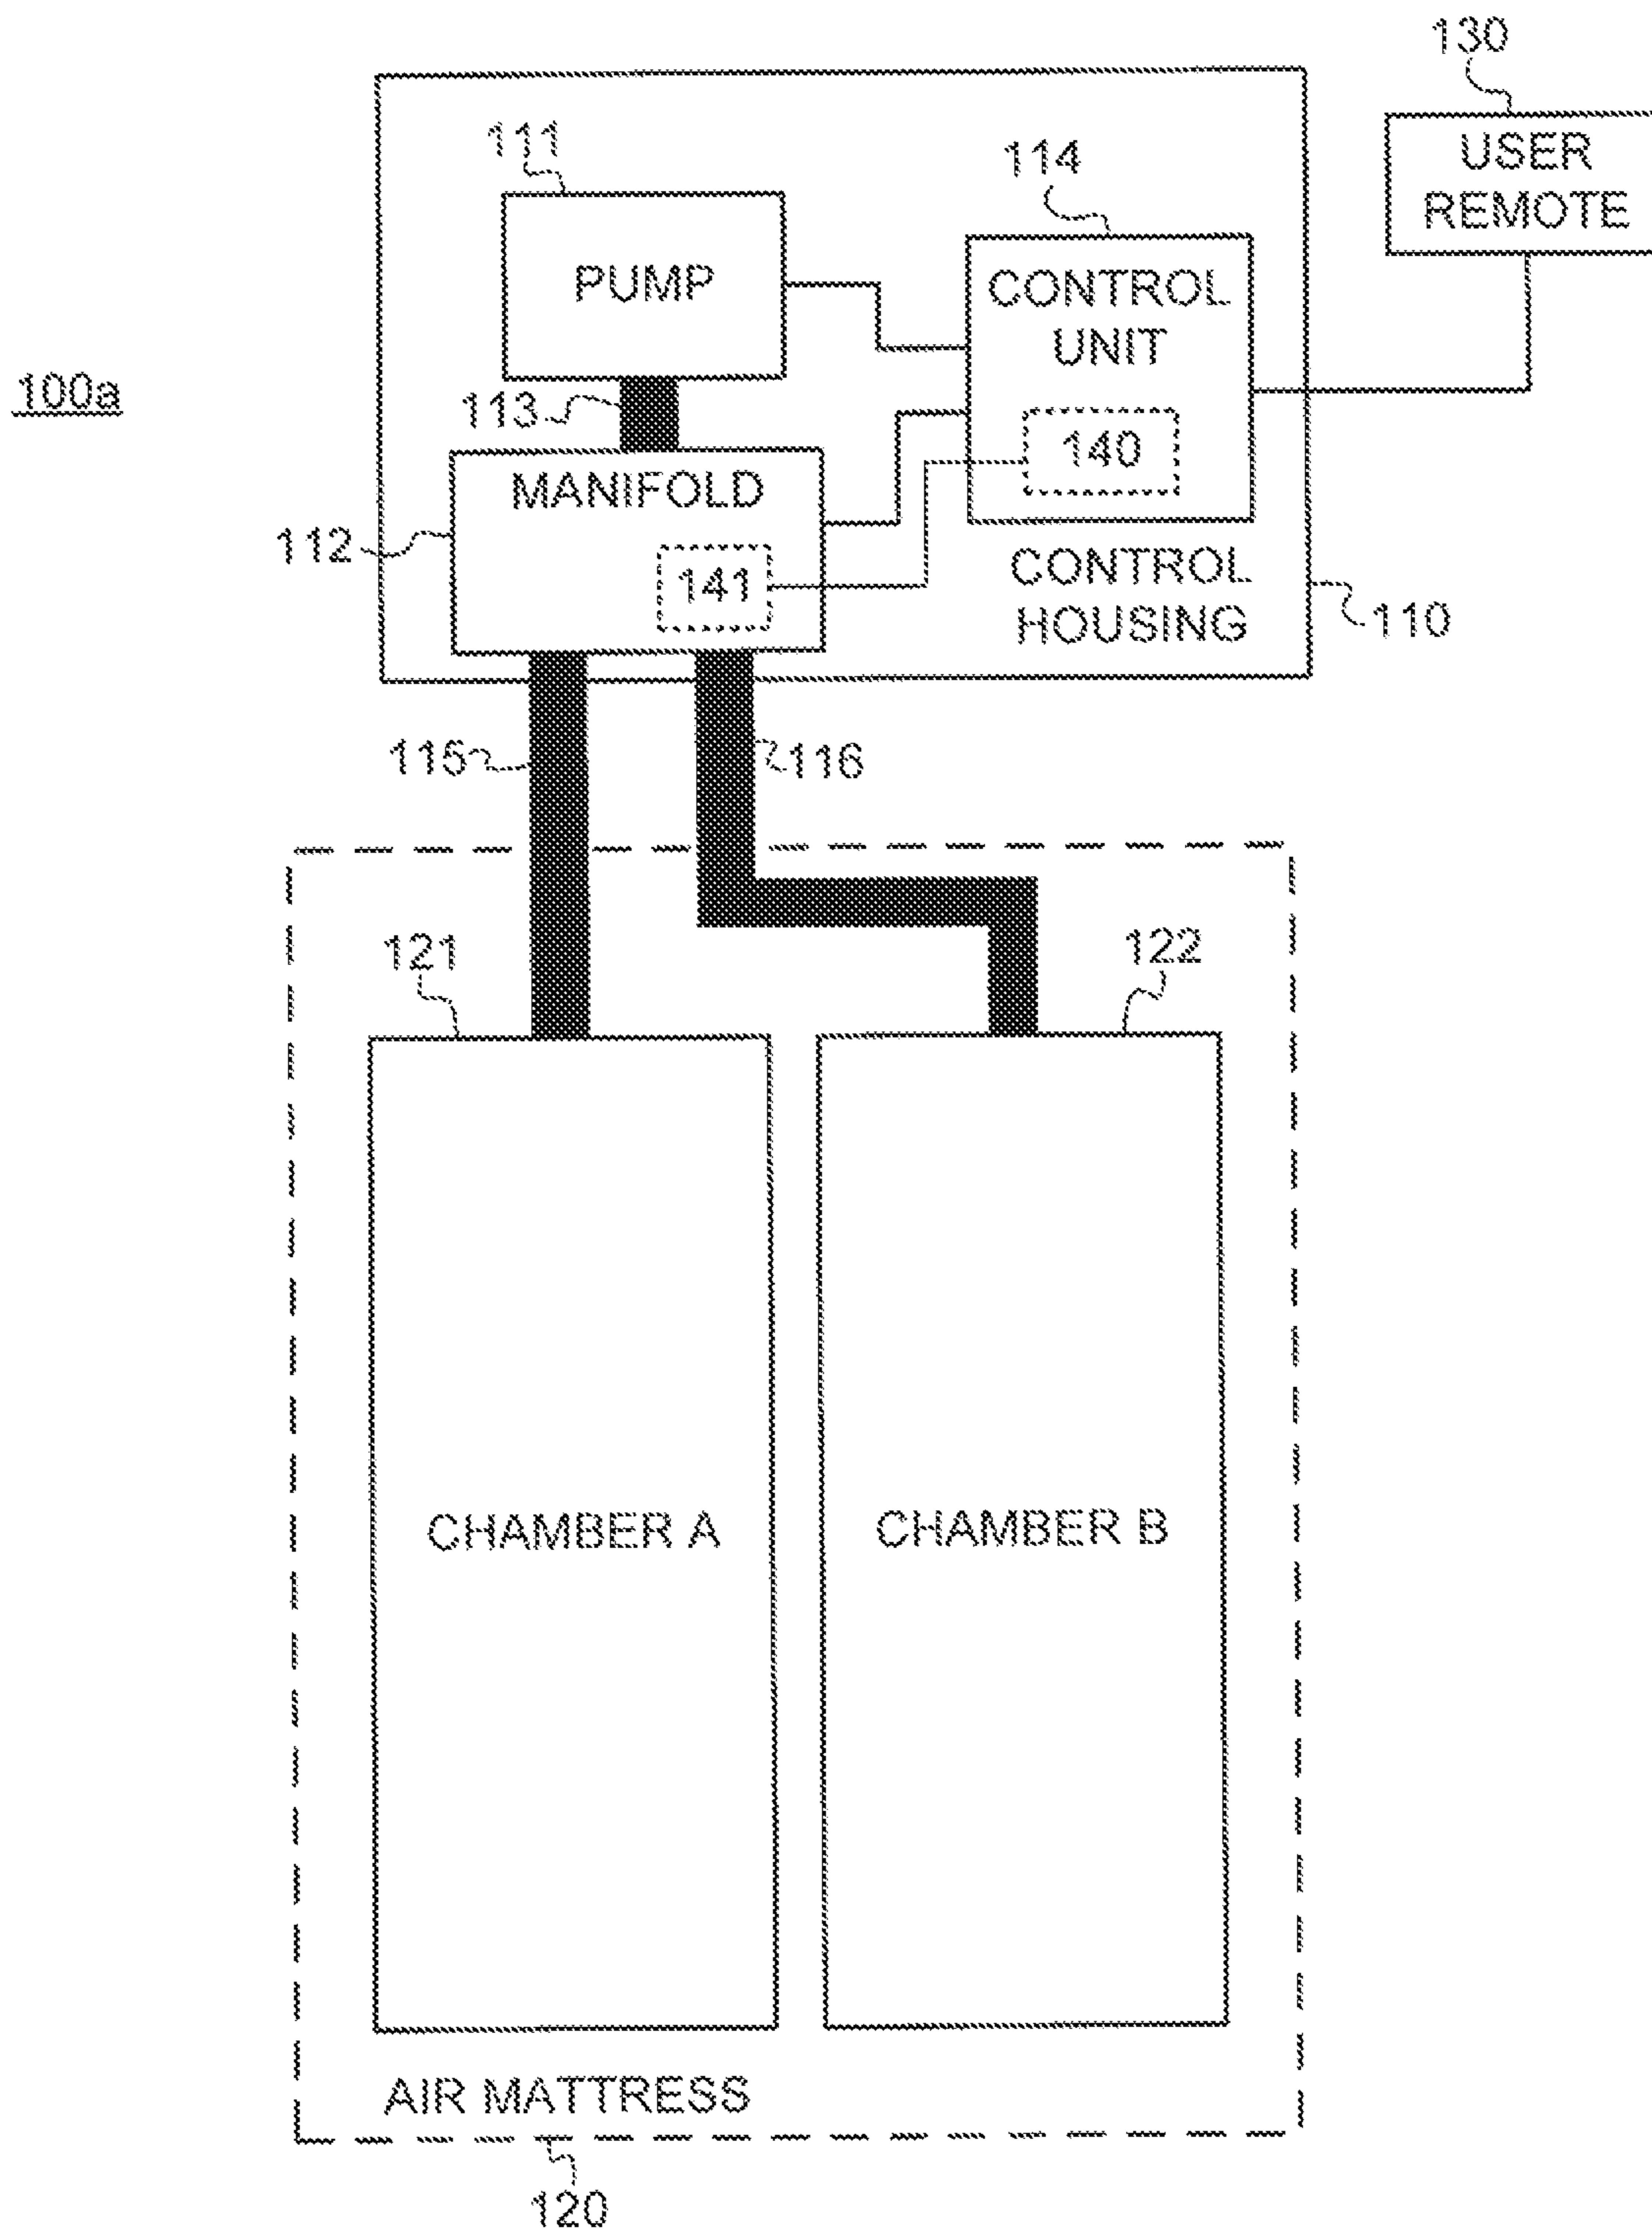 130
USER
REMOTE
111
114
PUMP
CONTROL
UNIT
100a
113
140
MANIFOLD
112
141
CONTROL
HOUSING
110
115
116
121
122
CHAMBER A
CHAMBER B
AIR MATTRESS
120